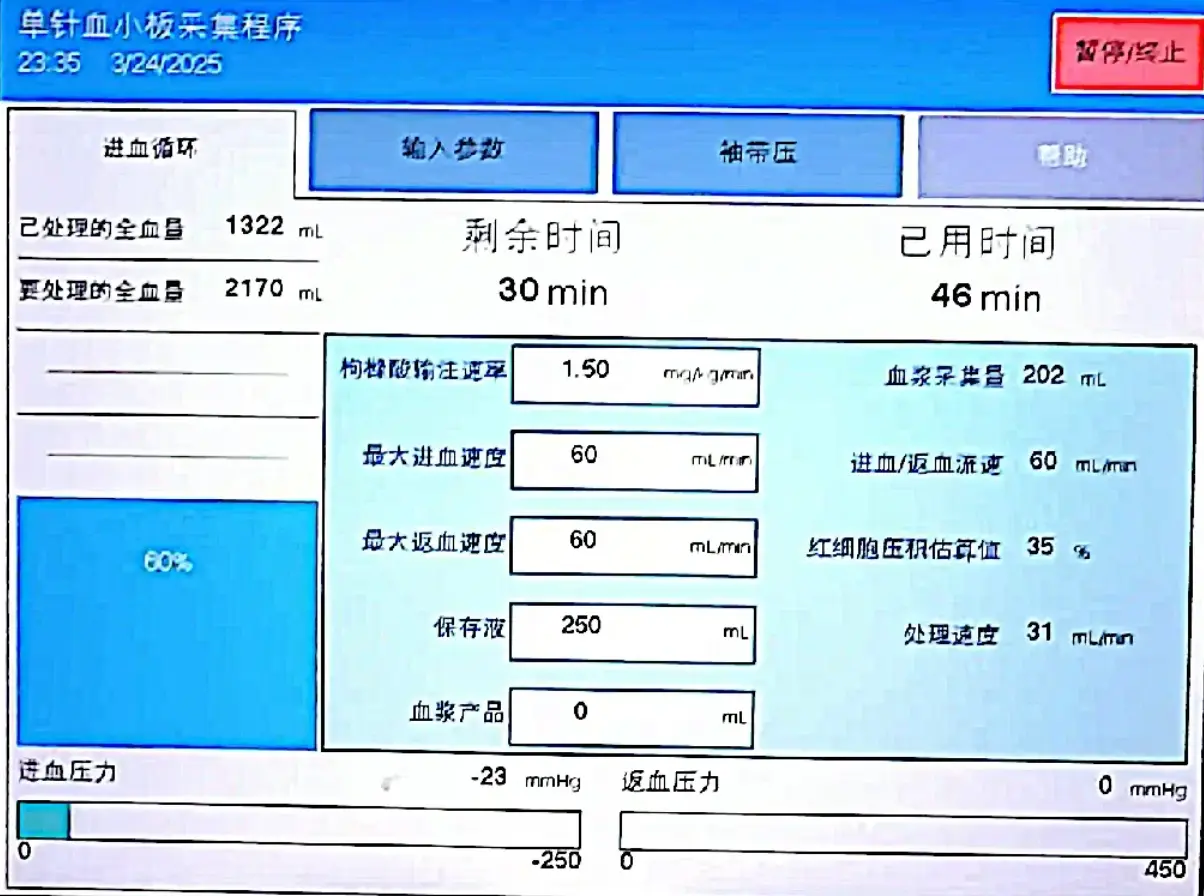 单针血小板采集程序
23:35 3/24/2025
暂停/终止
进血循环
输入参数
袖带压
帮助
已处理的全血量 1322 mL
要处理的全血量 2170 mL
剩余时间
30 min
已用时间
46 min
枸橼酸输注速率 1.50 mg/kg/min
最大进血速度 60 mL/min
最大返血速度 60 mL/min
保存液 250 mL
血浆产品 0 mL
血浆采集量 202 mL
进血/返血流速 60 mL/min
红细胞压积估算值 35 %
处理速度 31 mL/min
60%
进血压力 -23 mmHg
0 -250
返血压力 0 mmHg
0 450